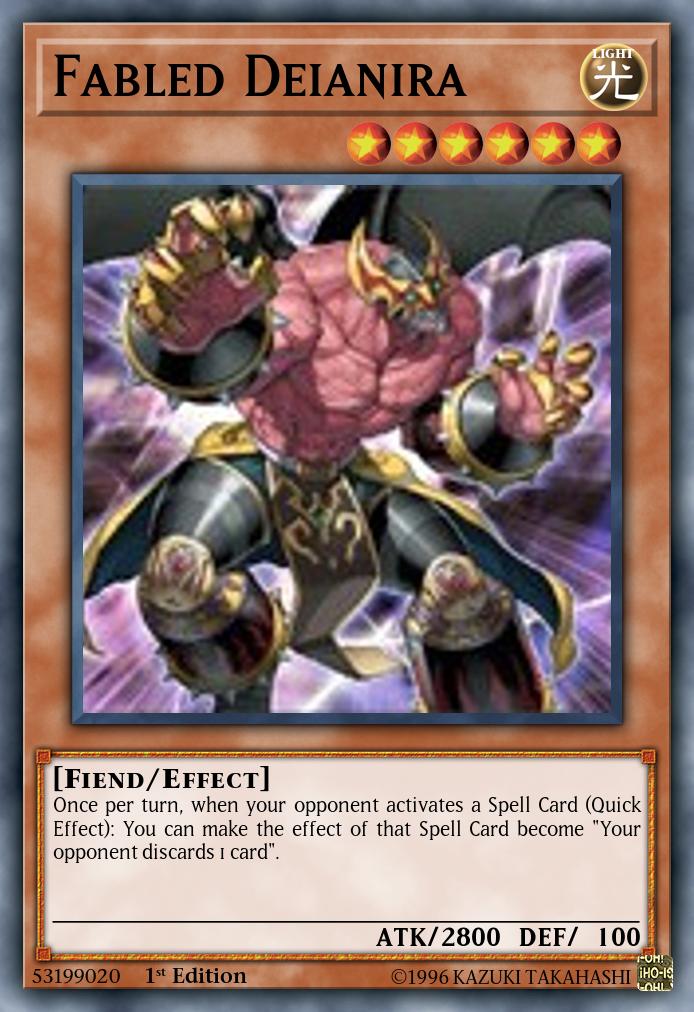 Fabled Deianira
LIGHT
光
[Fiend/Effect]
Once per turn, when your opponent activates a Spell Card (Quick
Effect): You can make the effect of that Spell Card become "Your
opponent discards 1 card".
ATK/2800 DEF/ 100
53199020 1st Edition ©1996 KAZUKI TAKAHASHI